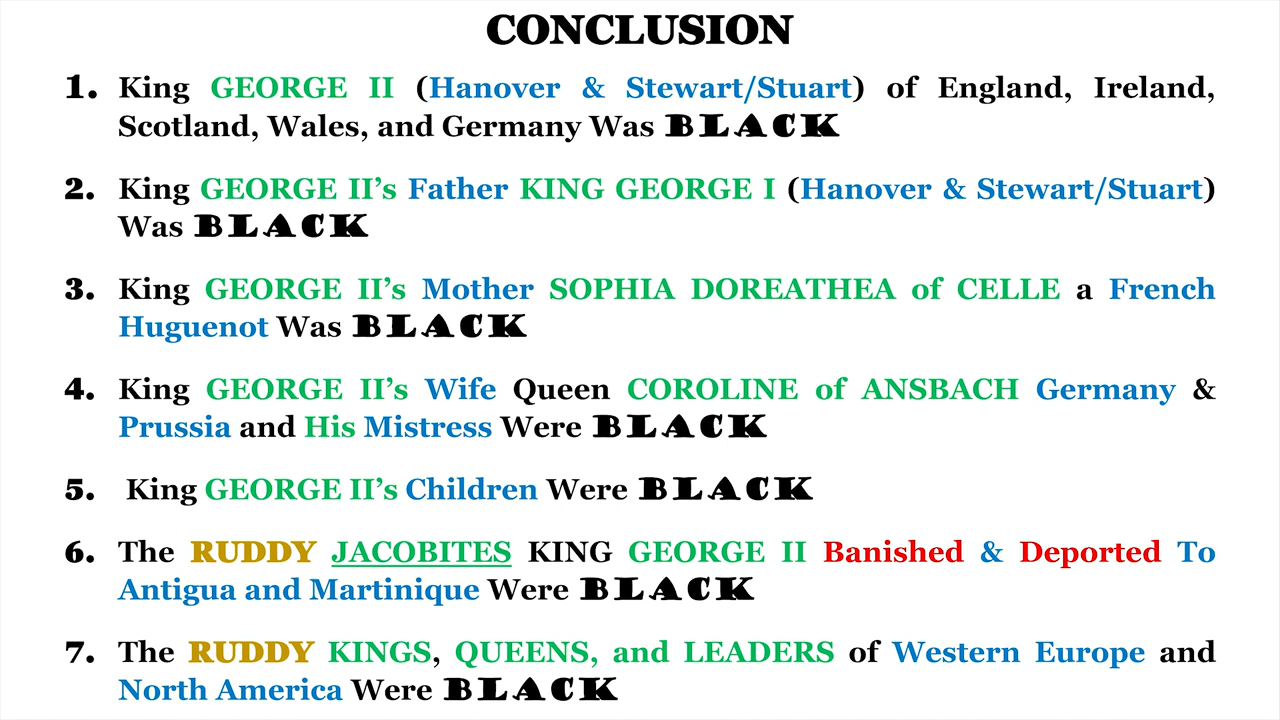 CONCLUSION
1. King GEORGE II (Hanover & Stewart/Stuart) of England, Ireland,
Scotland, Wales, and Germany Was BLACK
2. King GEORGE II’s Father KING GEORGE I (Hanover & Stewart/Stuart)
Was BLACK
3. King GEORGE II’s Mother SOPHIA DOREATHEA of CELLE a French
Huguenot Was BLACK
4. King GEORGE II’s Wife Queen COROLINE of ANSBACH Germany &
Prussia and His Mistress Were BLACK
5. King GEORGE II’s Children Were BLACK
6. The RUDDY JACOBITES KING GEORGE II Banished & Deported To
Antigua and Martinique Were BLACK
7. The RUDDY KINGS, QUEENS, and LEADERS of Western Europe and
North America Were BLACK